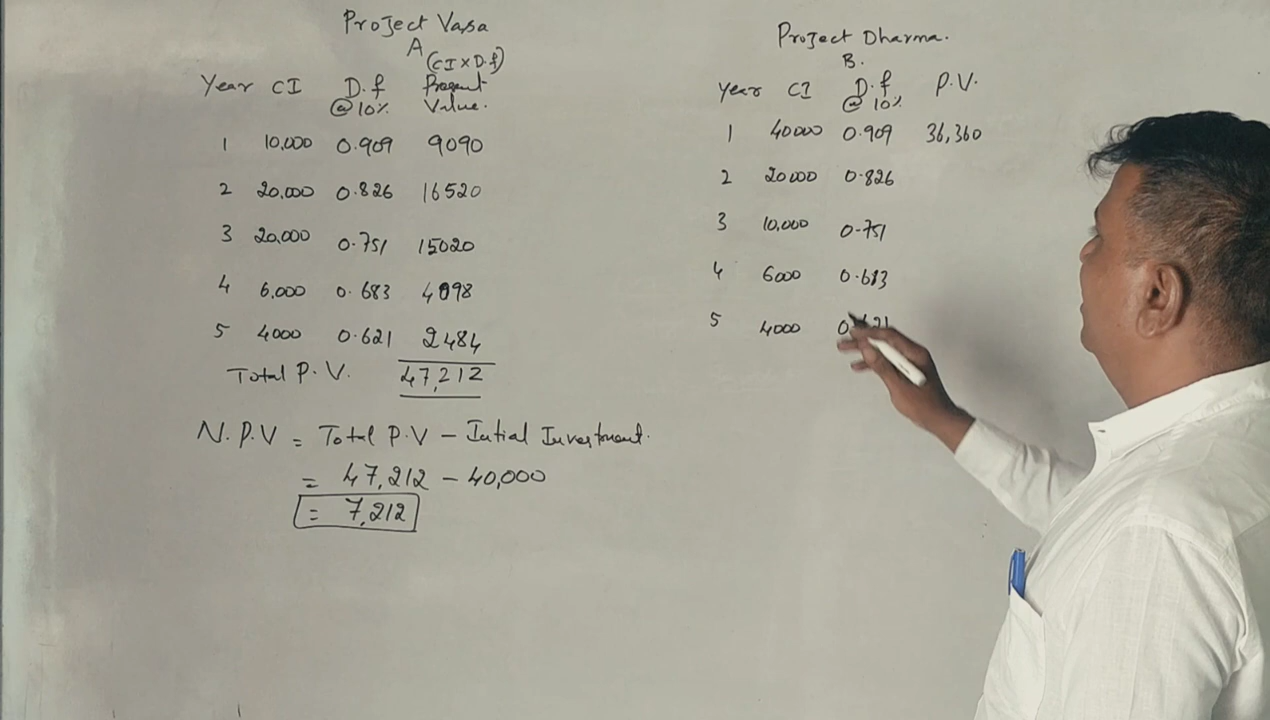 Project Vasa
A
(CI x D.f)
Year CI D.f @ 10% Present Value.
1 10,000 0.909 9090
2 20,000 0.826 16520
3 20,000 0.751 15020
4 6,000 0.683 4098
5 4000 0.621 2484
Total P.V. 47,212
N.P.V = Total P.V - Intial Investment.
= 47,212 - 40,000
= 7,212
Project Dharma.
B.
Year CI D.f @ 10% P.V.
1 40000 0.909 36,360
2 20000 0.826
3 10,000 0.751
4 6000 0.683
5 4000